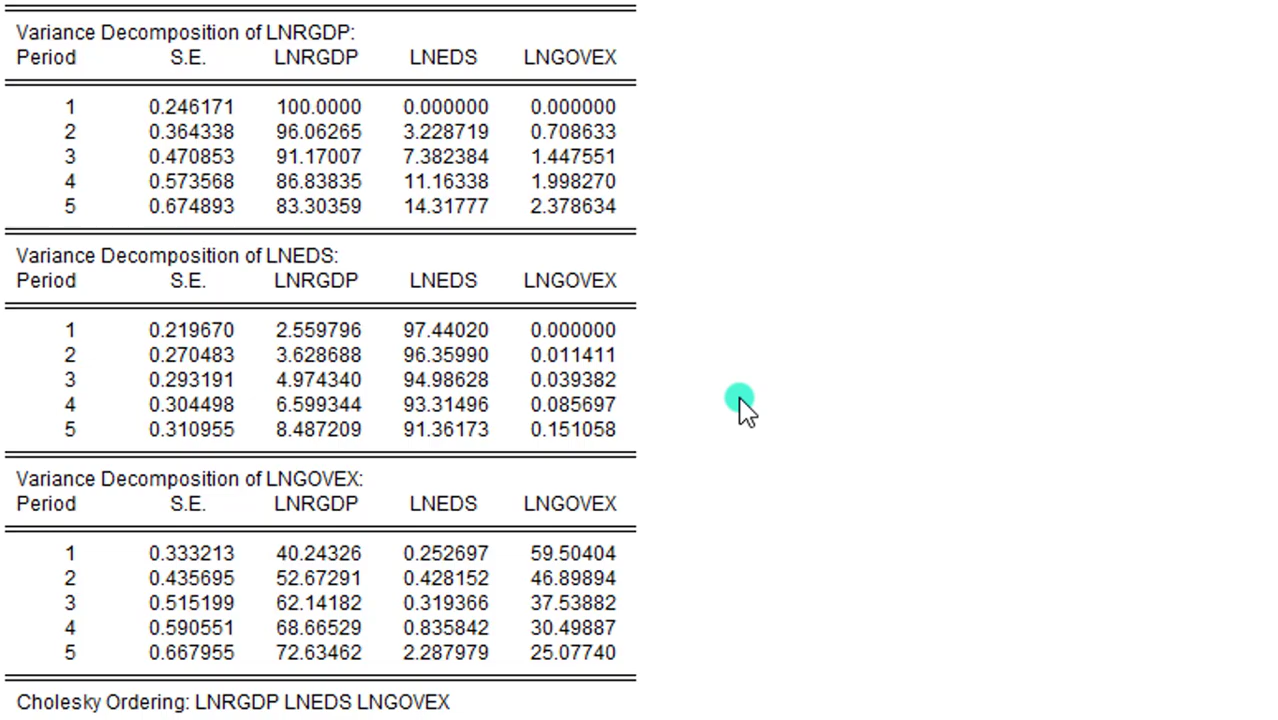 Variance Decomposition of LNRGDP:
Period S.E. LNRGDP LNEDS LNGOVEX
1 0.246171 100.0000 0.000000 0.000000
2 0.364338 96.06265 3.228719 0.708633
3 0.470853 91.17007 7.382384 1.447551
4 0.573568 86.83835 11.16338 1.998270
5 0.674893 83.30359 14.31777 2.378634
Variance Decomposition of LNEDS:
Period S.E. LNRGDP LNEDS LNGOVEX
1 0.219670 2.559796 97.44020 0.000000
2 0.270483 3.628688 96.35990 0.011411
3 0.293191 4.974340 94.98628 0.039382
4 0.304498 6.599344 93.31496 0.085697
5 0.310955 8.487209 91.36173 0.151058
Variance Decomposition of LNGOVEX:
Period S.E. LNRGDP LNEDS LNGOVEX
1 0.333213 40.24326 0.252697 59.50404
2 0.435695 52.67291 0.428152 46.89894
3 0.515199 62.14182 0.319366 37.53882
4 0.590551 68.66529 0.835842 30.49887
5 0.667955 72.63462 2.287979 25.07740
Cholesky Ordering: LNRGDP LNEDS LNGOVEX